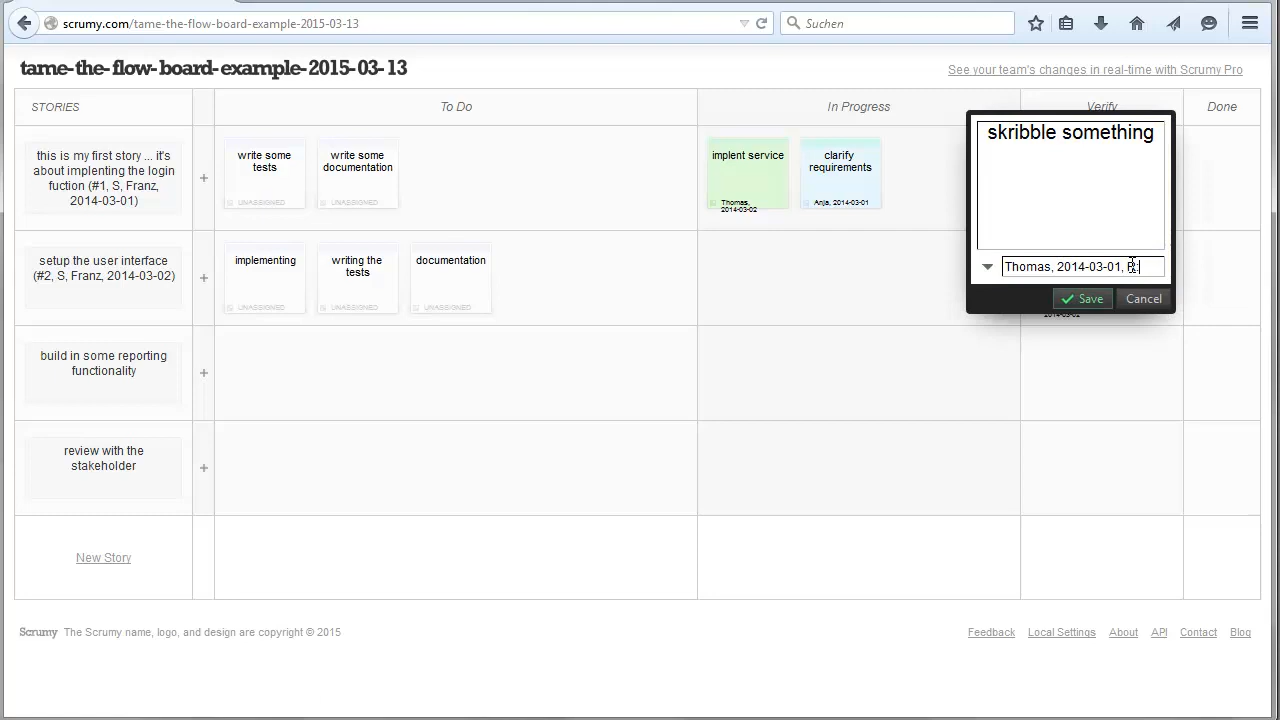 scrumy.com/tame-the-flow-board-example-2015-03-13
Suchen
tame-the-flow-board-example-2015-03-13
See your team's changes in real-time with Scrumy Pro
STORIES
To Do
In Progress
Verify
Done
this is my first story ... it's
about implenting the login
fuction (#1, S, Franz,
2014-03-01)
+
write some
tests
UNASSIGNED
write some
documentation
UNASSIGNED
implent service
Thomas,
2014-03-02
clarify
requirements
Anja, 2014-03-01
skribble something
Thomas, 2014-03-01,
Save
Cancel
setup the user interface
(#2, S, Franz, 2014-03-02)
+
implementing
UNASSIGNED
writing the
tests
UNASSIGNED
documentation
UNASSIGNED
2014-03-02
build in some reporting
functionality
+
review with the
stakeholder
+
New Story
Scrumy The Scrumy name, logo, and design are copyright © 2015
Feedback
Local Settings
About
API
Contact
Blog